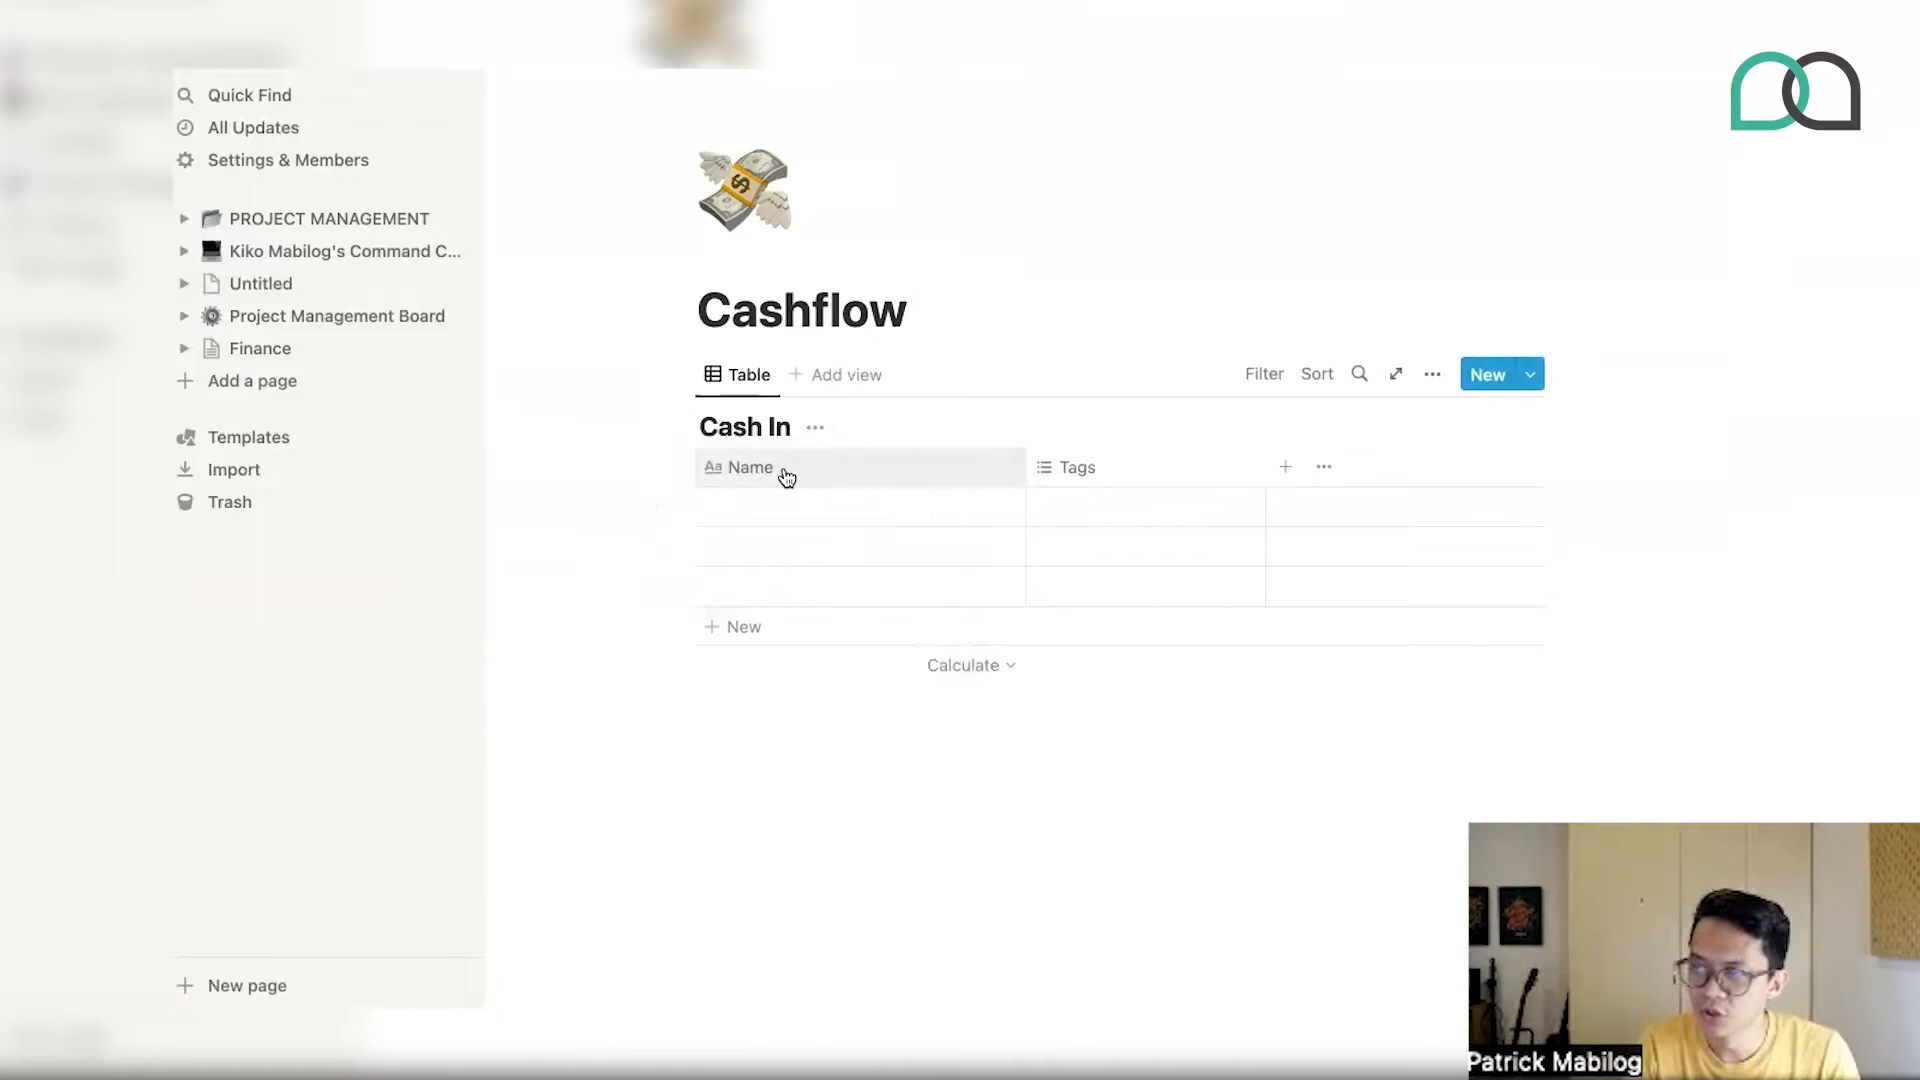 Quick Find
All Updates
Settings & Members
PROJECT MANAGEMENT
Kiko Mabilog's Command C...
Untitled
Project Management Board
Finance
Add a page
Templates
Import
Trash
New page
Cashflow
Table
Add view
Filter
Sort
New
Cash In
Aa Name
Tags
New
Calculate
Patrick Mabilog